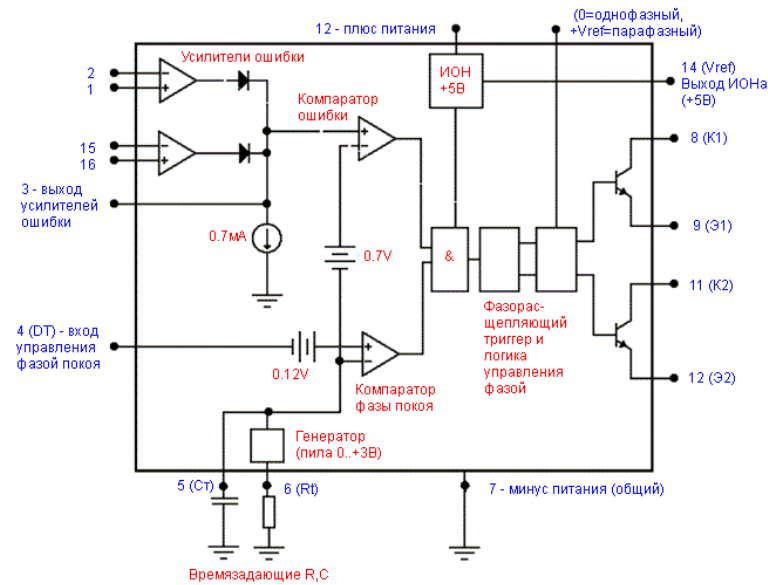 12 - плюс питания
(0=однофазный,
+Vref=парафазный)
Усилители ошибки
2
1
ИОН
+5В
14 (Vref)
Выход ИОНа
(+5В)
Компаратор
ошибки
15
16
8 (К1)
3 - выход
усилителей
ошибки
0.7мА
0.7V
&
9 (Э1)
11 (К2)
Фазорас-
щепляющий
триггер и
логика
управления
фазой
4 (DT) - вход
управления
фазой покоя
0.12V
Компаратор
фазы покоя
12 (Э2)
Генератор
(пила 0..+3В)
5 (Ст)
6 (Rt)
7 - минус питания (общий)
Времязадающие R,C